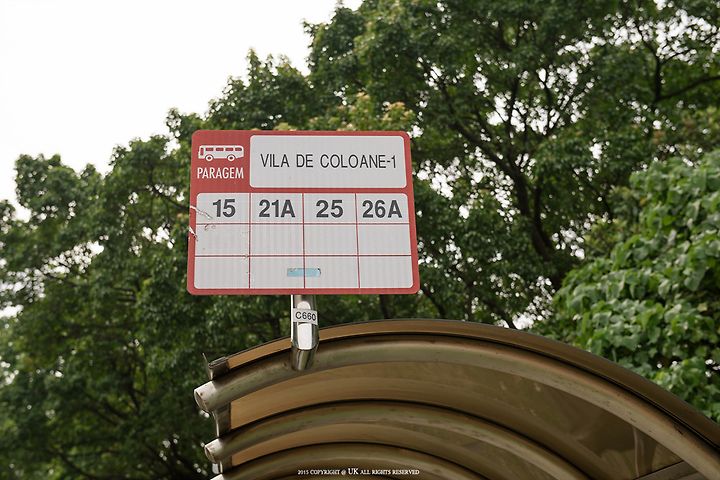 VILA DE COLOANE-1
PARAGEM
15 21A 25 26A
C660
2015 COPYRIGHT @ UK ALL RIGHTS RESERVED